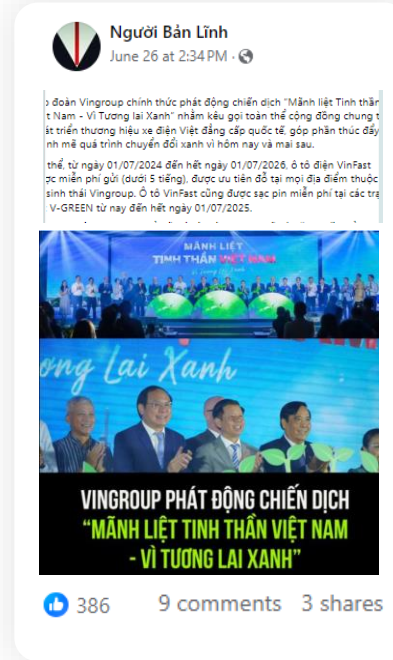 Người Bản Lĩnh
June 26 at 2:34 PM ·
đoàn Vingroup chính thức phát động chiến dịch "Mãnh liệt Tinh thần
t Nam - Vì Tương lai Xanh" nhằm kêu gọi toàn thể cộng đồng chung t
át triển thương hiệu xe điện Việt đẳng cấp quốc tế, góp phần thúc đẩy
nh mẽ quá trình chuyển đổi xanh vì hôm nay và mai sau.
thể, từ ngày 01/07/2024 đến hết ngày 01/07/2026, ô tô điện VinFast
ợc miễn phí gửi (dưới 5 tiếng), được ưu tiên đỗ tại mọi địa điểm thuộc
sinh thái Vingroup. Ô tô VinFast cũng được sạc pin miễn phí tại các trạ
V-GREEN từ nay đến hết ngày 01/07/2025.
MÃNH LIỆT
TINH THẦN VIỆT NAM
Vì Tương Lai Xanh
ơng Lai Xanh
VINGROUP PHÁT ĐỘNG CHIẾN DỊCH
"MÃNH LIỆT TINH THẦN VIỆT NAM
- VÌ TƯƠNG LAI XANH"
386 9 comments 3 shares